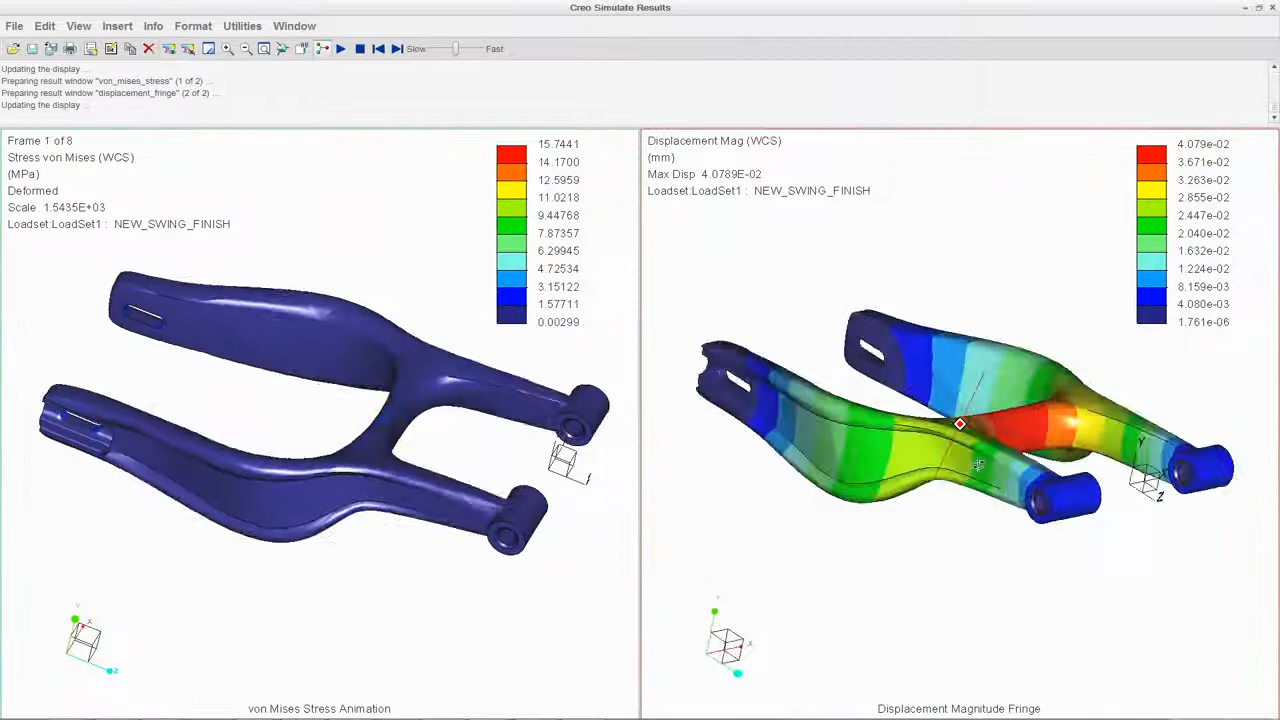 Creo Simulate Results
File Edit View Insert Info Format Utilities Window
Slow Fast
Updating the display ...
Preparing result window "von_mises_stress" (1 of 2) ...
Preparing result window "displacement_fringe" (2 of 2) ...
Updating the display ...
Frame 1 of 8
Stress von Mises (WCS)
(MPa)
Deformed
Scale 1.5435E+03
Loadset:LoadSet1 : NEW_SWING_FINISH
15.7441
14.1700
12.5959
11.0218
9.44768
7.87357
6.29945
4.72534
3.15122
1.57711
0.00299
Y
X
Z
von Mises Stress Animation
Displacement Mag (WCS)
(mm)
Max Disp 4.0789E-02
Loadset:LoadSet1 : NEW_SWING_FINISH
4.079e-02
3.671e-02
3.263e-02
2.855e-02
2.447e-02
2.040e-02
1.632e-02
1.224e-02
8.159e-03
4.080e-03
1.761e-06
Y
X
Z
Y
X
Displacement Magnitude Fringe